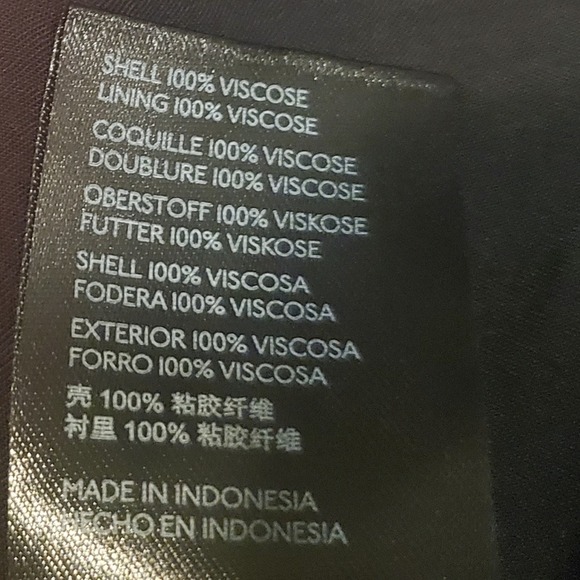 SHELL 100% VISCOSE
LINING 100% VISCOSE
COQUILLE 100% VISCOSE
DOUBLURE 100% VISCOSE
OBERSTOFF 100% VISKOSE
FUTTER 100% VISKOSE
SHELL 100% VISCOSA
FODERA 100% VISCOSA
EXTERIOR 100% VISCOSA
FORRO 100% VISCOSA
壳 100% 粘胶纤维
衬里 100% 粘胶纤维
MADE IN INDONESIA
HECHO EN INDONESIA